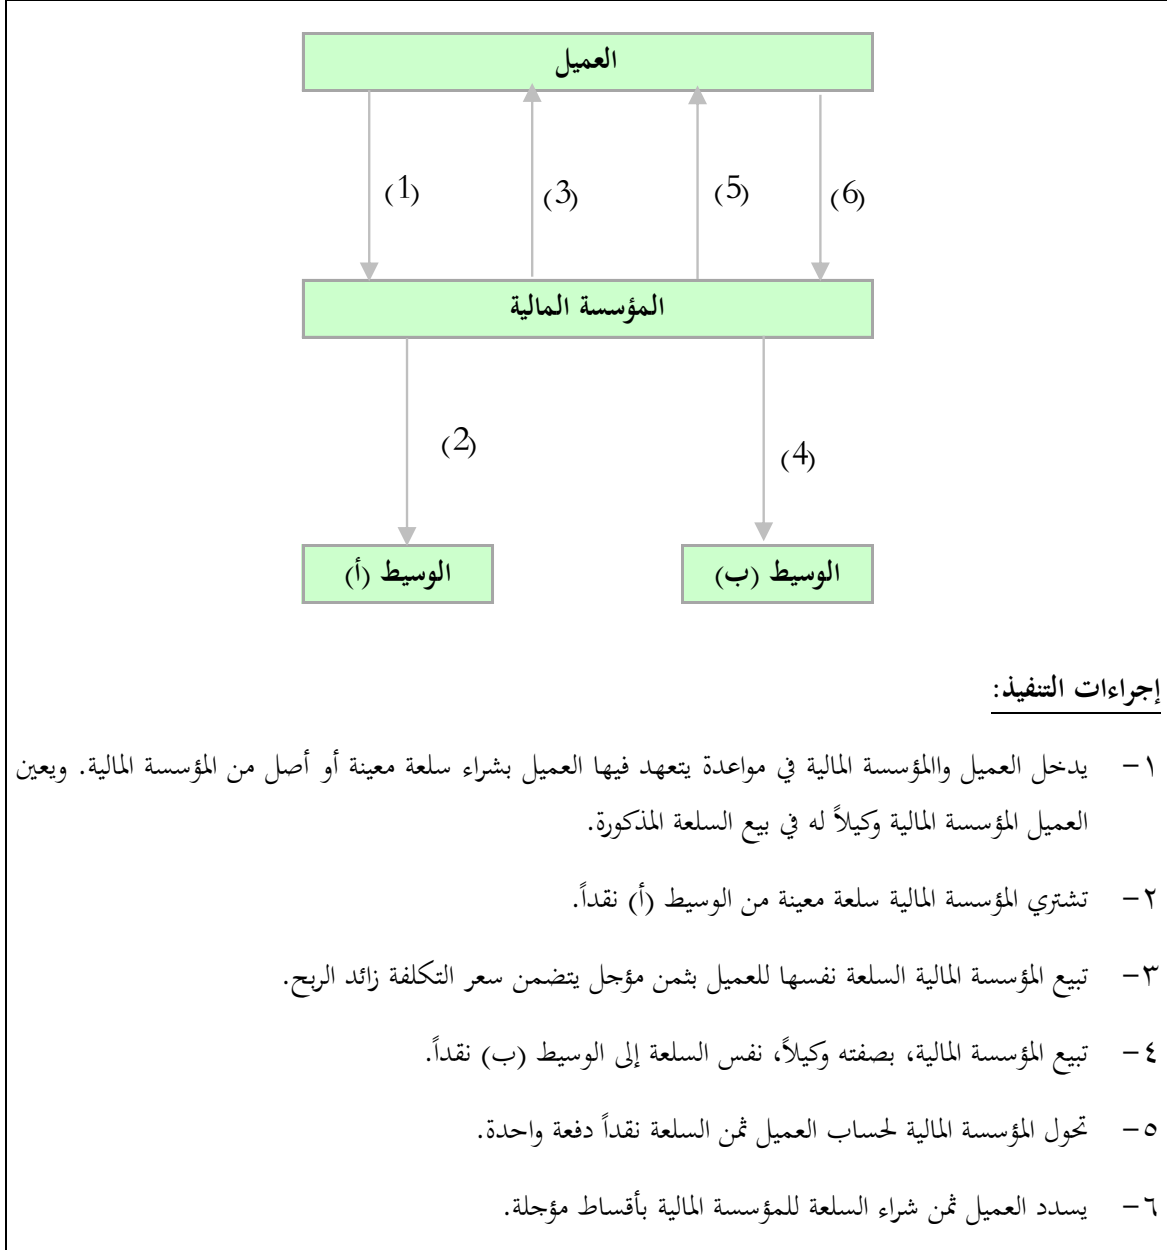 العميل
(1)
(3)
(5)
(6)
المؤسسة المالية
(2)
(4)
الوسيط (أ)
الوسيط (ب)
إجراءات التنفيذ:
١- يدخل العميل واالمؤسسة المالية في مواعدة يتعهد فيها العميل بشراء سلعة معينة أو أصل من المؤسسة المالية. ويعين
العميل المؤسسة المالية وكيلاً له في بيع السلعة المذكورة.
٢- تشتري المؤسسة المالية سلعة معينة من الوسيط (أ) نقداً.
٣- تبيع المؤسسة المالية السلعة نفسها للعميل بثمن مؤجل يتضمن سعر التكلفة زائد الربح.
٤- تبيع المؤسسة المالية، بصفته وكيلاً، نفس السلعة إلى الوسيط (ب) نقداً.
٥- تحول المؤسسة المالية لحساب العميل ثمن السلعة نقداً دفعة واحدة.
٦- يسدد العميل ثمن شراء السلعة للمؤسسة المالية بأقساط مؤجلة.